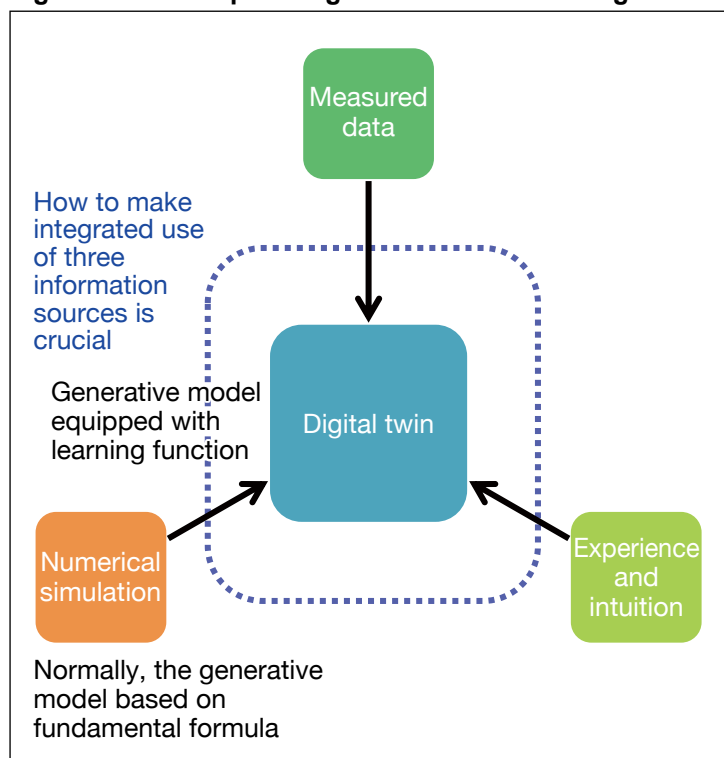 Measured
data
How to make
integrated use
of three
information
sources is
crucial
Generative model
equipped with
learning function
Digital twin
Numerical
simulation
Experience
and
intuition
Normally, the generative
model based on
fundamental formula